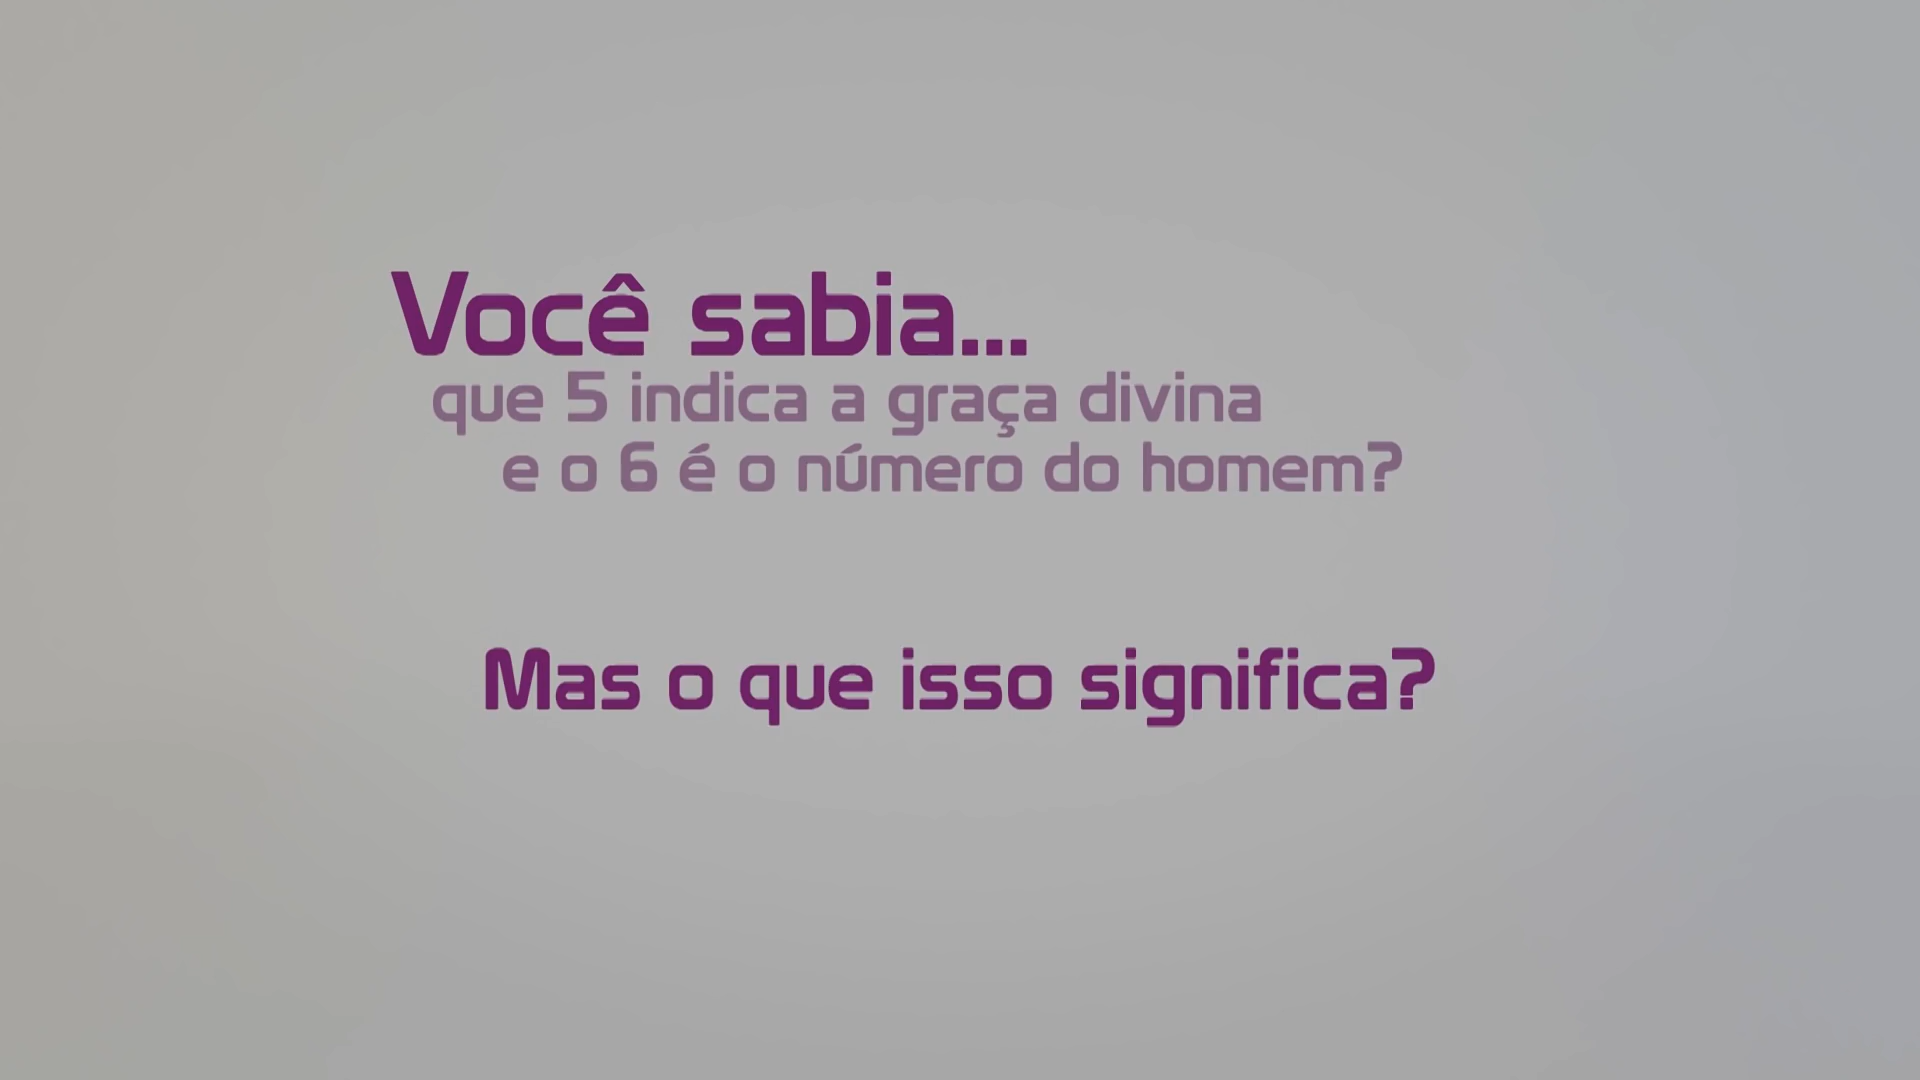 Você sabia...
que 5 indica a graça divina
e o 6 é o número do homem?
Mas o que isso significa?